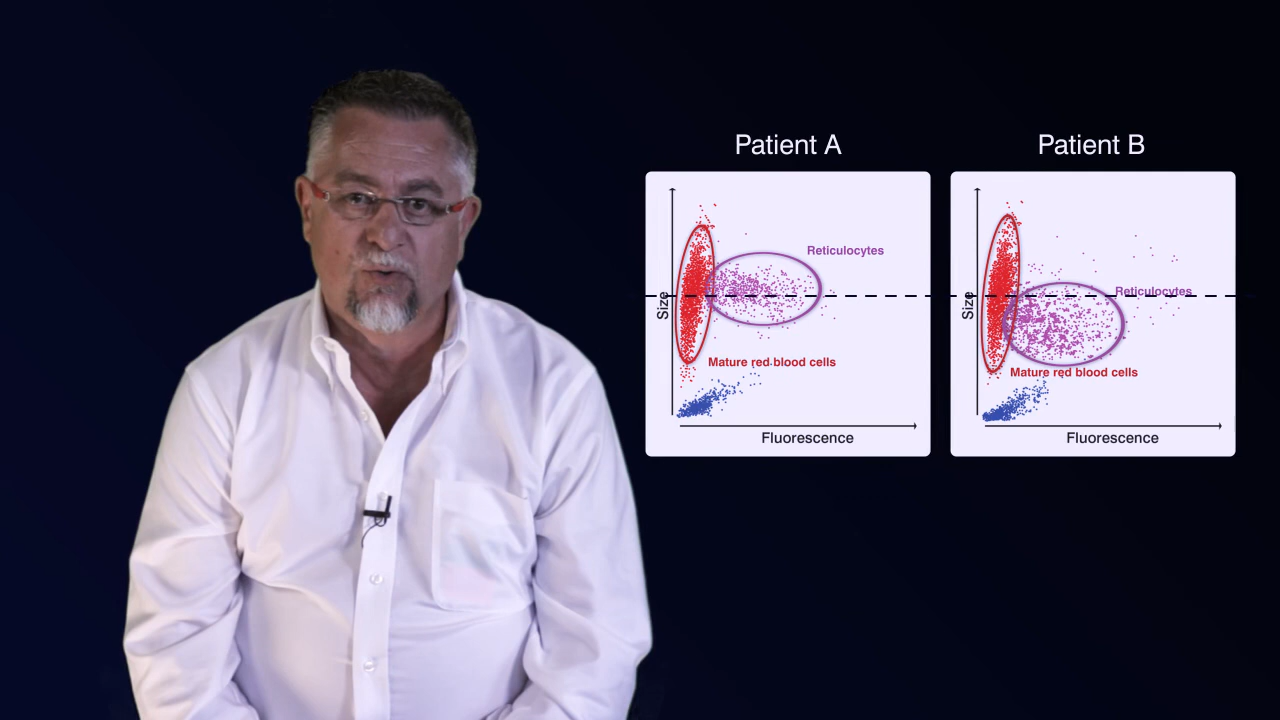 Patient A
Size
Reticulocytes
Mature red blood cells
Fluorescence
Patient B
Size
Reticulocytes
Mature red blood cells
Fluorescence